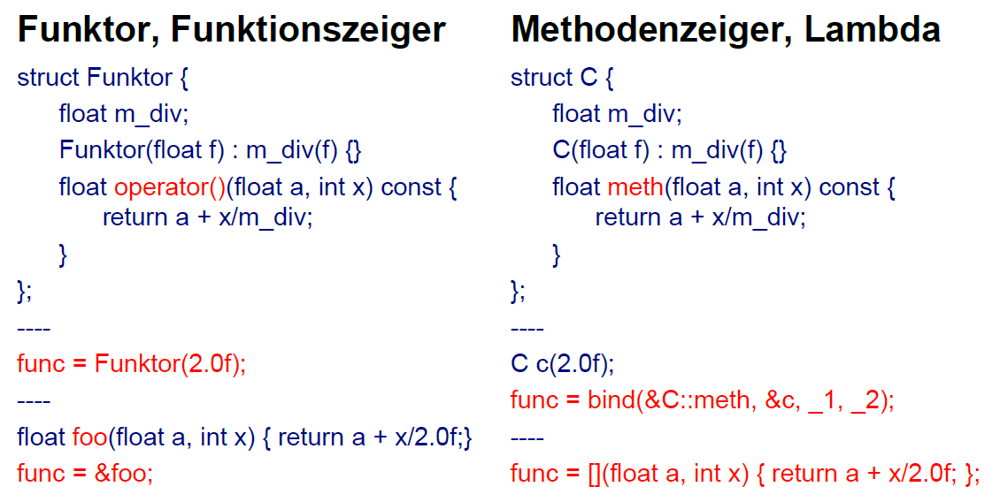 Funktor, Funktionszeiger
struct Funktor {
float m_div;
Funktor(float f) : m_div(f) {}
float operator()(float a, int x) const {
return a + x/m_div;
}
};
----
func = Funktor(2.0f);
----
float foo(float a, int x) { return a + x/2.0f;}
func = &foo;
Methodenzeiger, Lambda
struct C {
float m_div;
C(float f) : m_div(f) {}
float meth(float a, int x) const {
return a + x/m_div;
}
};
----
C c(2.0f);
func = bind(&C::meth, &c, _1, _2);
----
func = [](float a, int x) { return a + x/2.0f; };